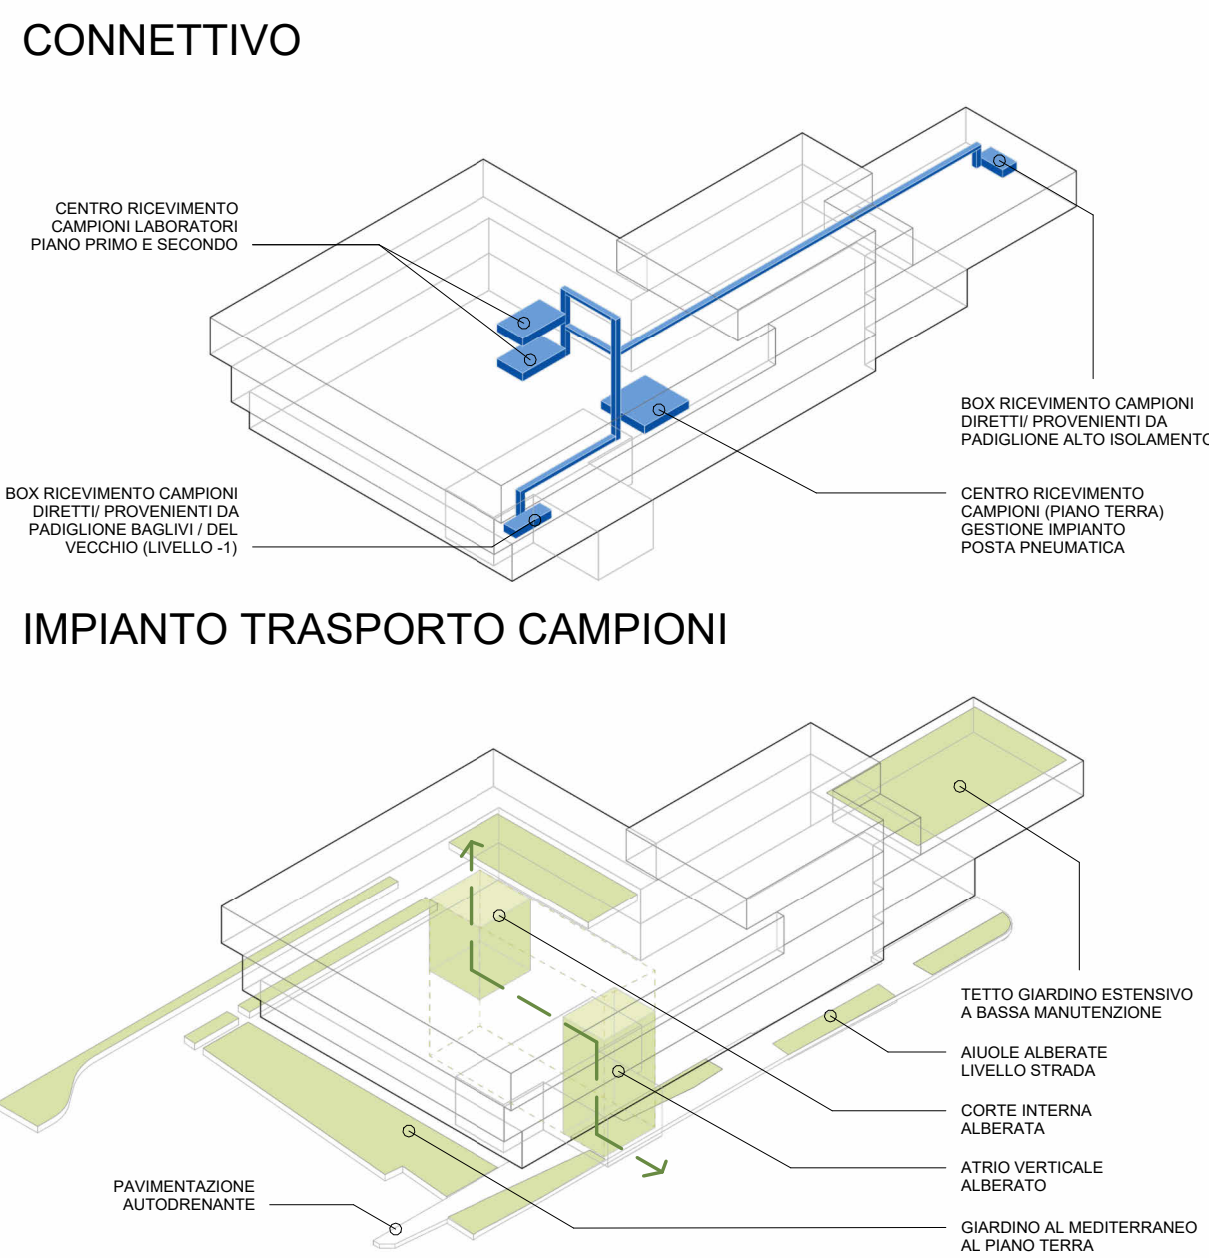 CONNETTIVO
CENTRO RICEVIMENTO
CAMPIONI LABORATORI
PIANO PRIMO E SECONDO
BOX RICEVIMENTO CAMPIONI
DIRETTI/ PROVENIENTI DA
PADIGLIONE ALTO ISOLAMENTO
BOX RICEVIMENTO CAMPIONI
DIRETTI/ PROVENIENTI DA
PADIGLIONE BAGLIVI / DEL
VECCHIO (LIVELLO -1)
CENTRO RICEVIMENTO
CAMPIONI (PIANO TERRA)
GESTIONE IMPIANTO
POSTA PNEUMATICA
IMPIANTO TRASPORTO CAMPIONI
TETTO GIARDINO ESTENSIVO
A BASSA MANUTENZIONE
AIUOLE ALBERATE
LIVELLO STRADA
CORTE INTERNA
ALBERATA
ATRIO VERTICALE
ALBERATO
PAVIMENTAZIONE
AUTODRENANTE
GIARDINO AL MEDITERRANEO
AL PIANO TERRA